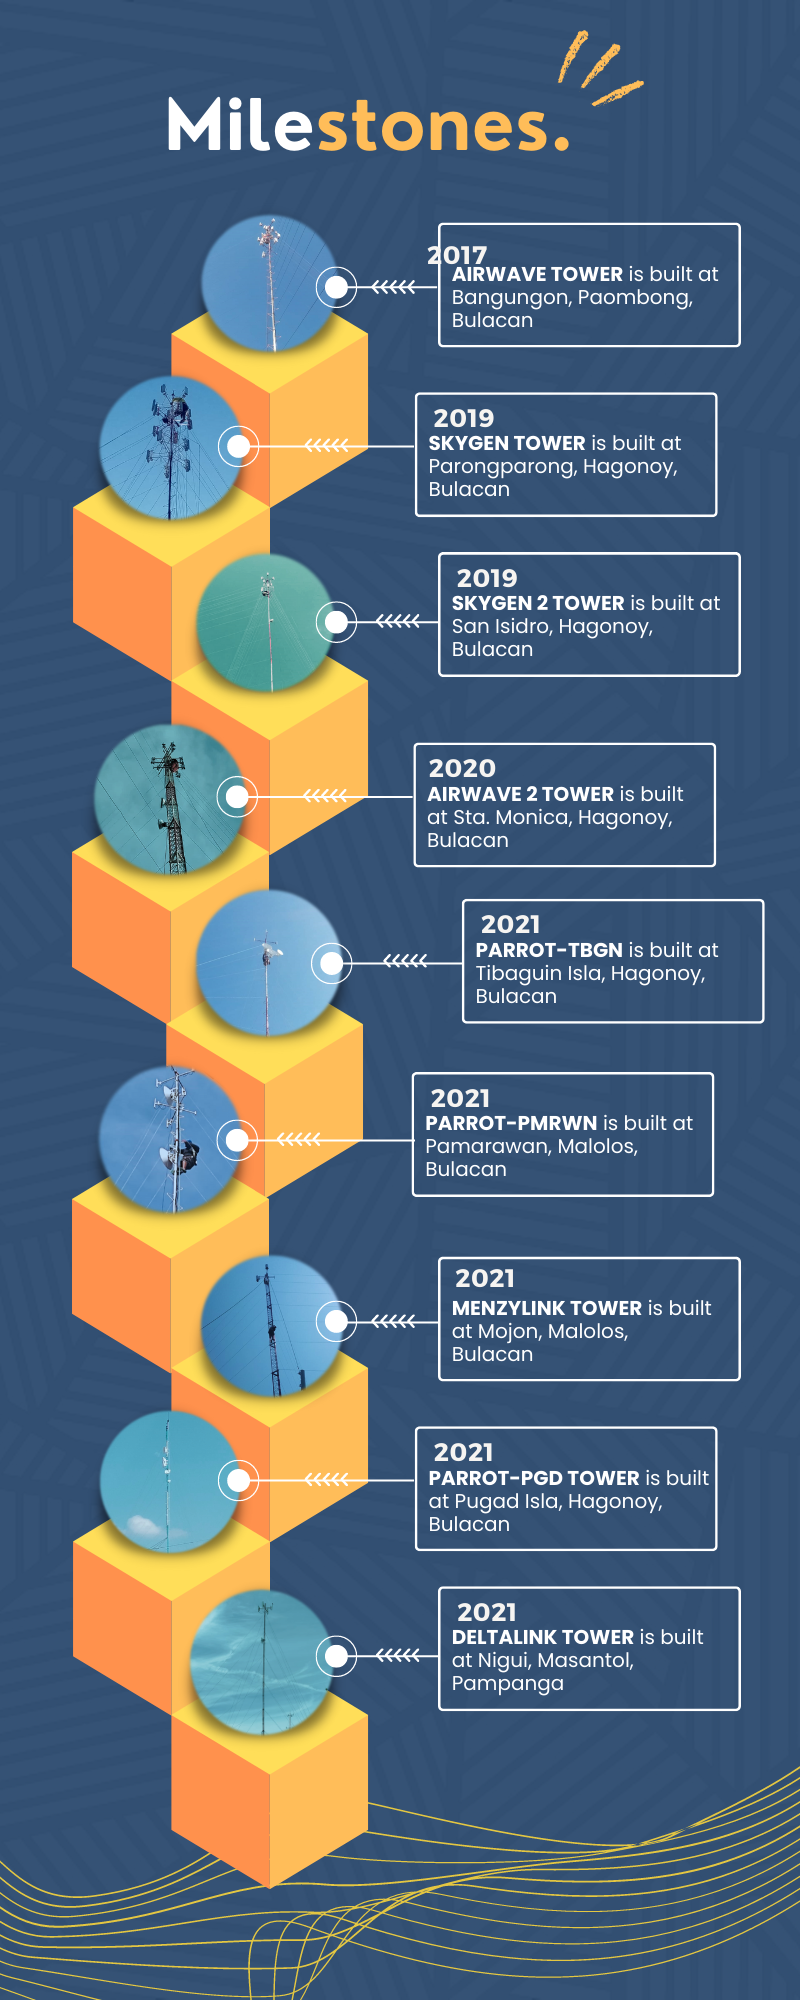 Milestones.
2017
AIRWAVE TOWER is built at
Bangungon, Paombong,
Bulacan
2019
SKYGEN TOWER is built at
Parongparong, Hagonoy,
Bulacan
2019
SKYGEN 2 TOWER is built at
San Isidro, Hagonoy,
Bulacan
2020
AIRWAVE 2 TOWER is built
at Sta. Monica, Hagonoy,
Bulacan
2021
PARROT-TBGN is built at
Tibaguin Isla, Hagonoy,
Bulacan
2021
PARROT-PMRWN is built at
Pamarawan, Malolos,
Bulacan
2021
MENZYLINK TOWER is built
at Mojon, Malolos,
Bulacan
2021
PARROT-PGD TOWER is built
at Pugad Isla, Hagonoy,
Bulacan
2021
DELTALINK TOWER is built
at Nigui, Masantol,
Pampanga